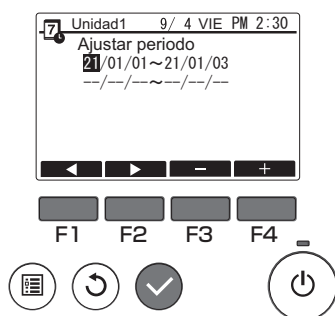 7 Unidad1 9/ 4 VIE PM 2:30
Ajustar periodo
21/01/01~21/01/03
--/--/--~--/--/--
◀ ▶ − +
F1 F2 F3 F4